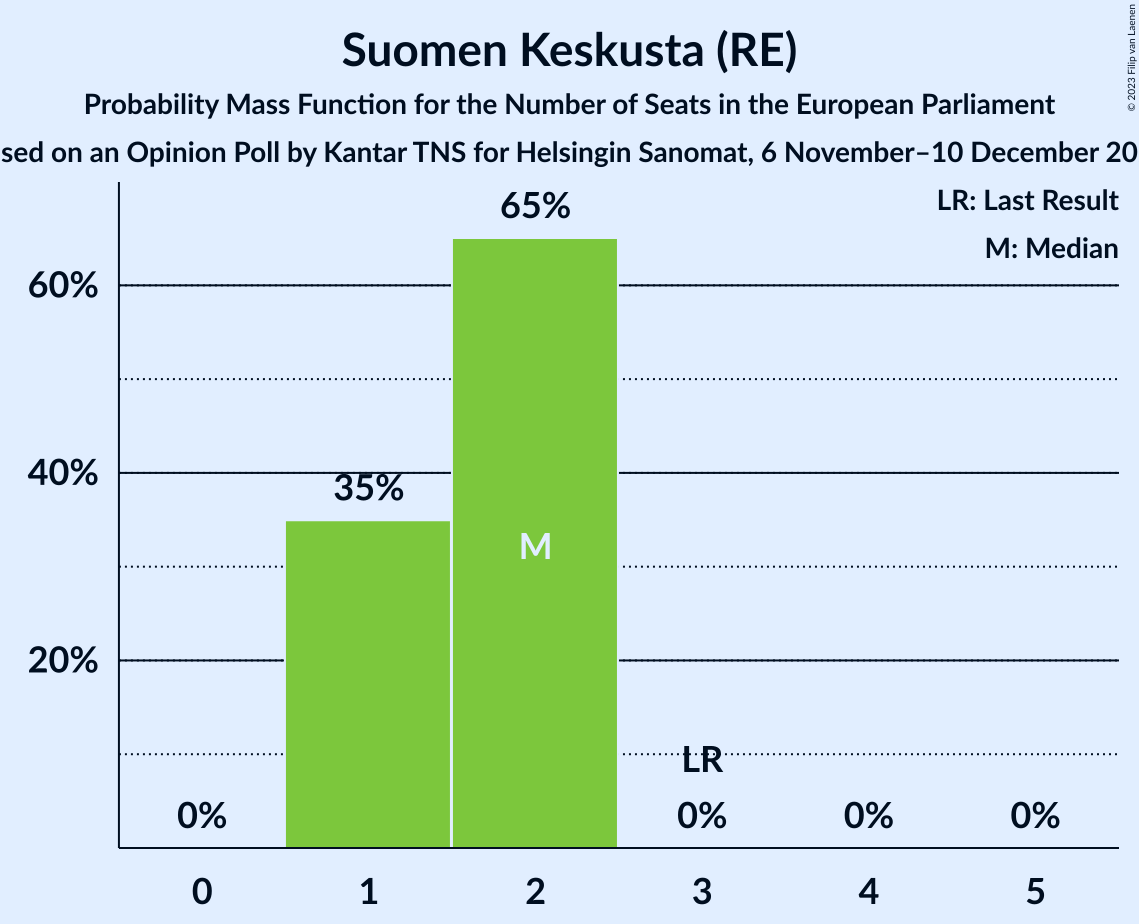 Suomen Keskusta (RE)
Probability Mass Function for the Number of Seats in the European Parliament
sed on an Opinion Poll by Kantar TNS for Helsingin Sanomat, 6 November–10 December 20
© 2023 Filip van Laenen
LR: Last Result
M: Median
65%
60%
40%
35%
M
20%
LR
0%
0%
0%
0%
0 1 2 3 4 5